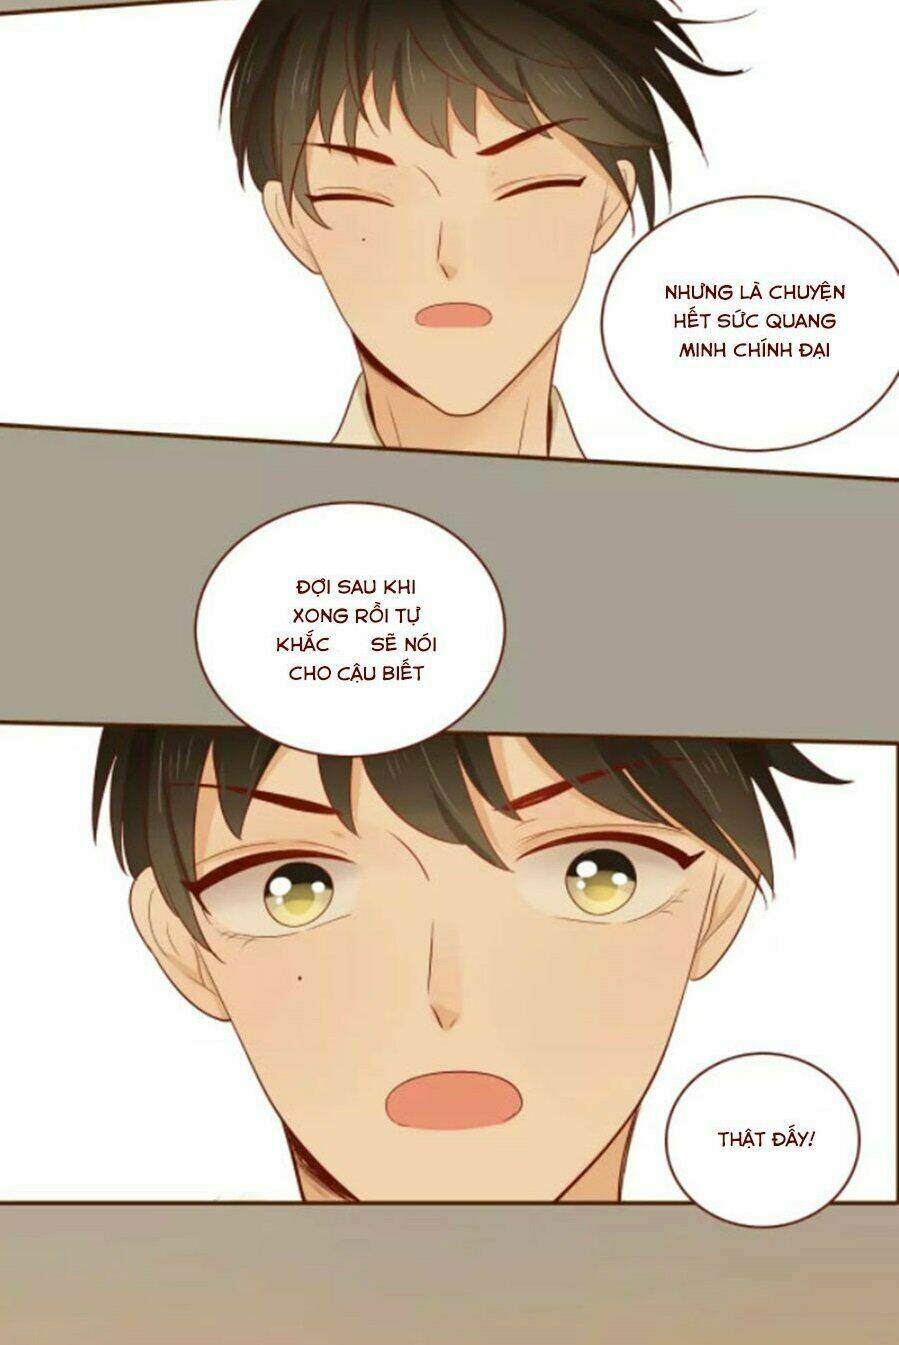 NHƯNG LÀ CHUYỆN
HẾT SỨC QUANG
MINH CHÍNH ĐẠI
ĐỢI SAU KHI
XONG RỒI TỰ
KHẮC SẼ NÓI
CHO CẬU BIẾT
THẬT ĐẤY!